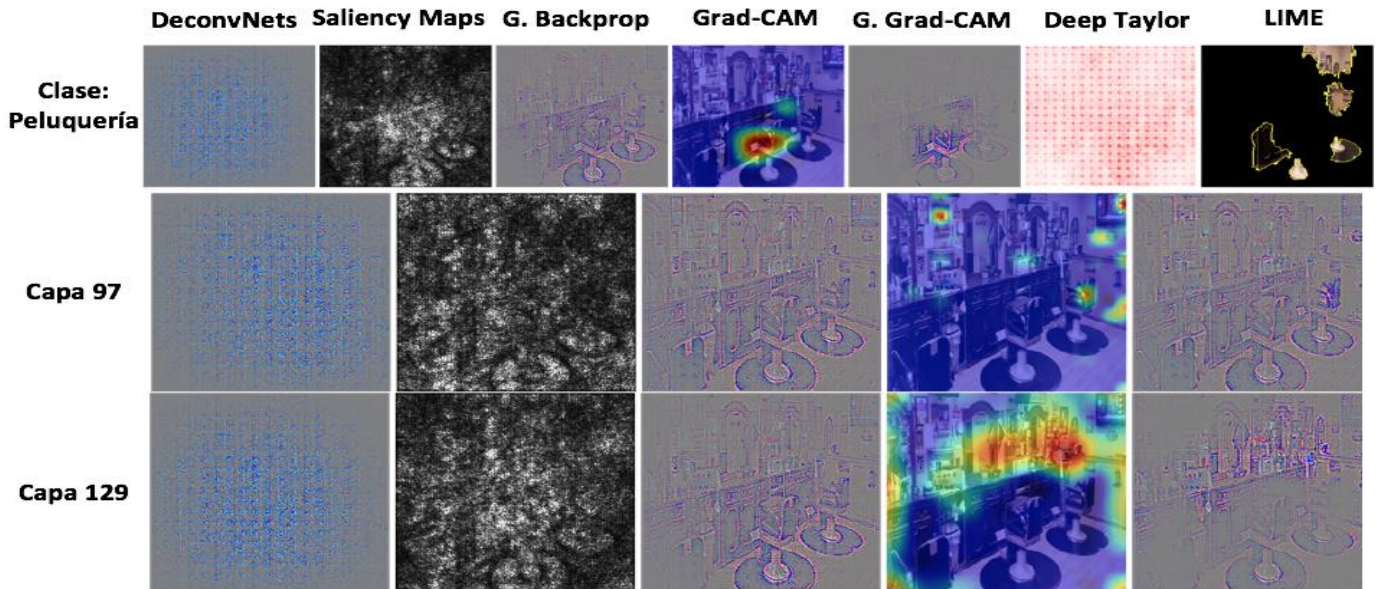 DeconvNets Saliency Maps G. Backprop Grad-CAM G. Grad-CAM Deep Taylor LIME
Clase:
Peluquería
Capa 97
Capa 129